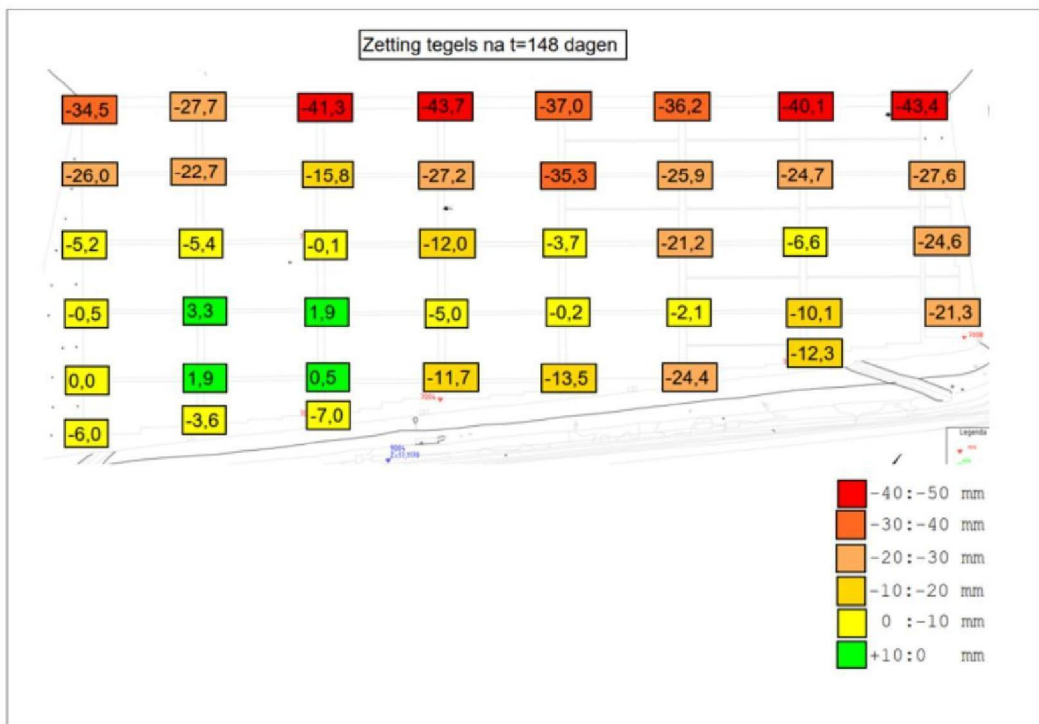 Zetting tegels na t=148 dagen
-34,5 -27,7 -41,3 -43,7 -37,0 -36,2 -40,1 -43,4
-26,0 -22,7 -15,8 -27,2 -35,3 -25,9 -24,7 -27,6
-5,2 -5,4 -0,1 -12,0 -3,7 -21,2 -6,6 -24,6
-0,5 3,3 1,9 -5,0 -0,2 -2,1 -10,1 -21,3
-12,3
0,0 1,9 0,5 -11,7 -13,5 -24,4
-6,0 -3,6 -7,0
Legenda
-40:-50 mm
-30:-40 mm
-20:-30 mm
-10:-20 mm
0 :-10 mm
+10:0 mm